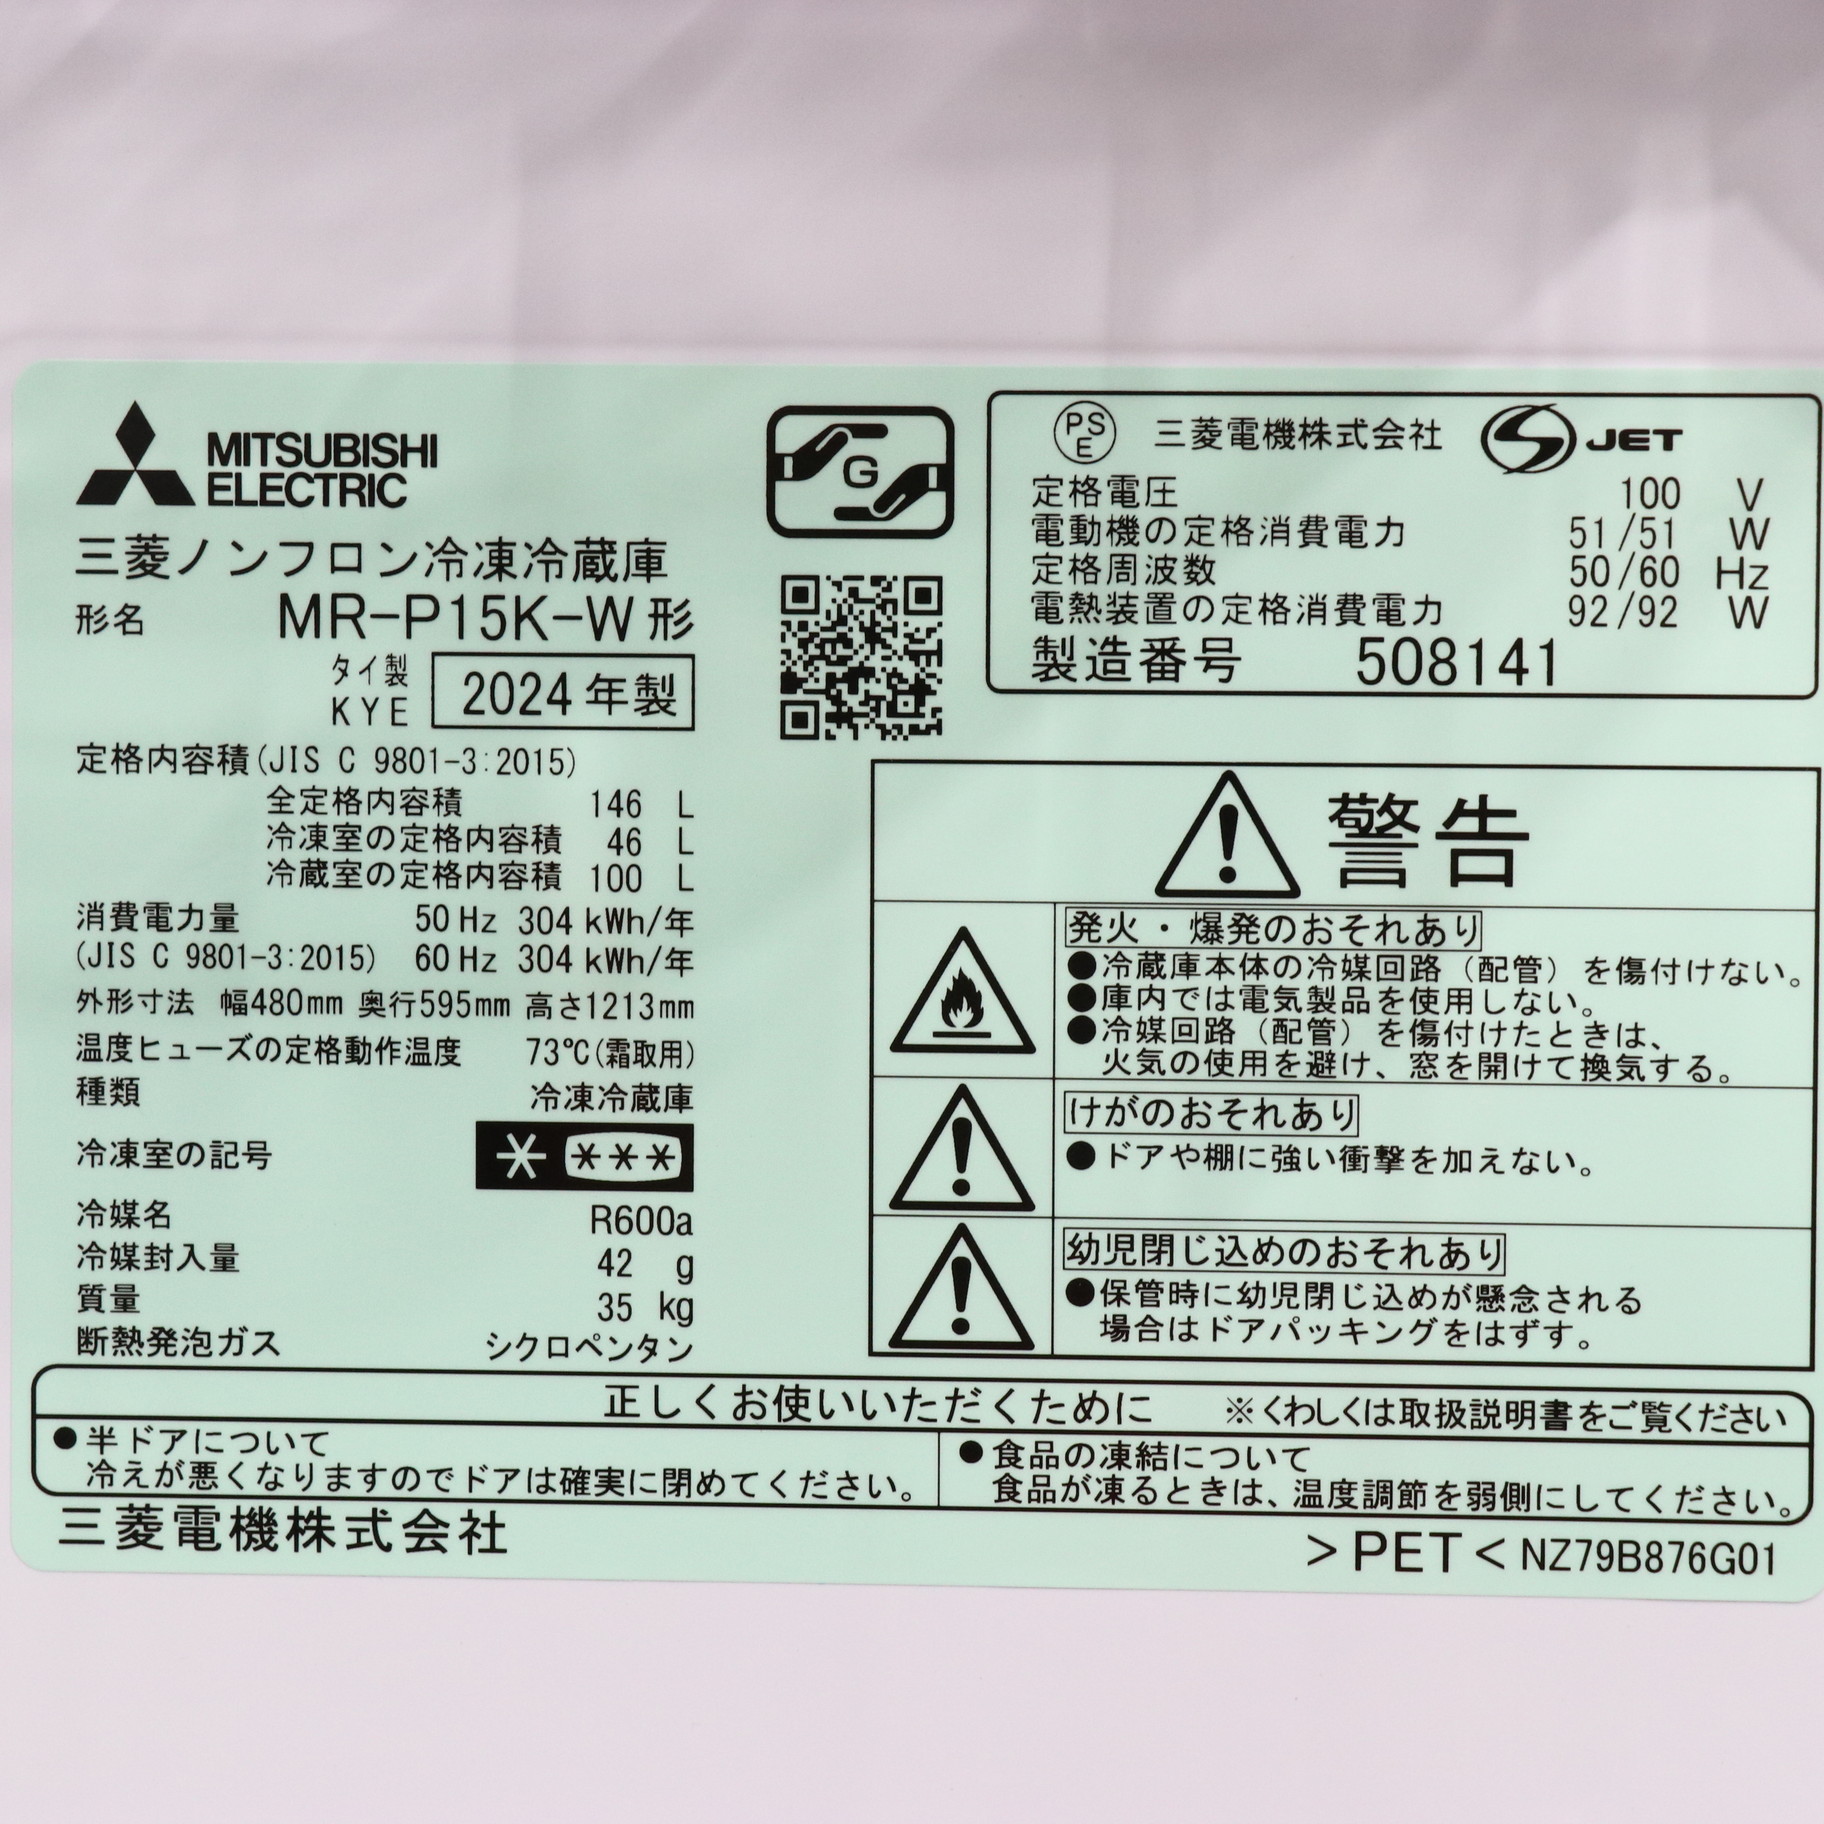 MITSUBISHI
ELECTRIC
三菱ノンフロン冷凍冷蔵庫
形名 MR-P15K-W形
タイ製
KYE
2024年製
定格内容積(JIS C 9801-3:2015)
全定格内容積 146 L
冷凍室の定格内容積 46 L
冷蔵室の定格内容積 100 L
消費電力量 50Hz 304kWh/年
(JIS C 9801-3:2015) 60Hz 304kWh/年
外形寸法 幅480mm 奥行595mm 高さ1213mm
温度ヒューズの定格動作温度 73℃(霜取用)
種類 冷凍冷蔵庫
冷凍室の記号 * ***
冷媒名 R600a
冷媒封入量 42 g
質量 35 kg
断熱発泡ガス シクロペンタン
G
PS
E
三菱電機株式会社 S JET
定格電圧 100 V
電動機の定格消費電力 51/51 W
定格周波数 50/60 Hz
電熱装置の定格消費電力 92/92 W
製造番号 508141
警告
発火・爆発のおそれあり
●冷蔵庫本体の冷媒回路（配管）を傷付けない。
●庫内では電気製品を使用しない。
●冷媒回路（配管）を傷付けたときは、
火気の使用を避け、窓を開けて換気する。
けがのおそれあり
●ドアや棚に強い衝撃を加えない。
幼児閉じ込めのおそれあり
●保管時に幼児閉じ込めが懸念される
場合はドアパッキングをはずす。
正しくお使いいただくために ※くわしくは取扱説明書をご覧ください
●半ドアについて
冷えが悪くなりますのでドアは確実に閉めてください。
●食品の凍結について
食品が凍るときは、温度調節を弱側にしてください。
三菱電機株式会社
>PET< NZ79B876G01